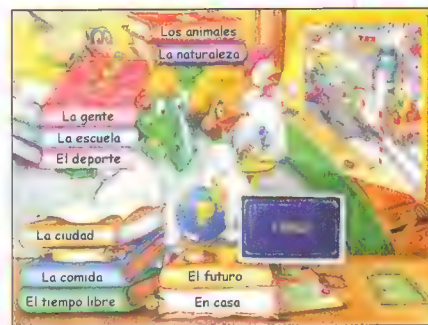 Los animales
La naturaleza
La gente
La escuela
El deporte
La ciudad
La comida
El tiempo libre
El futuro
En casa